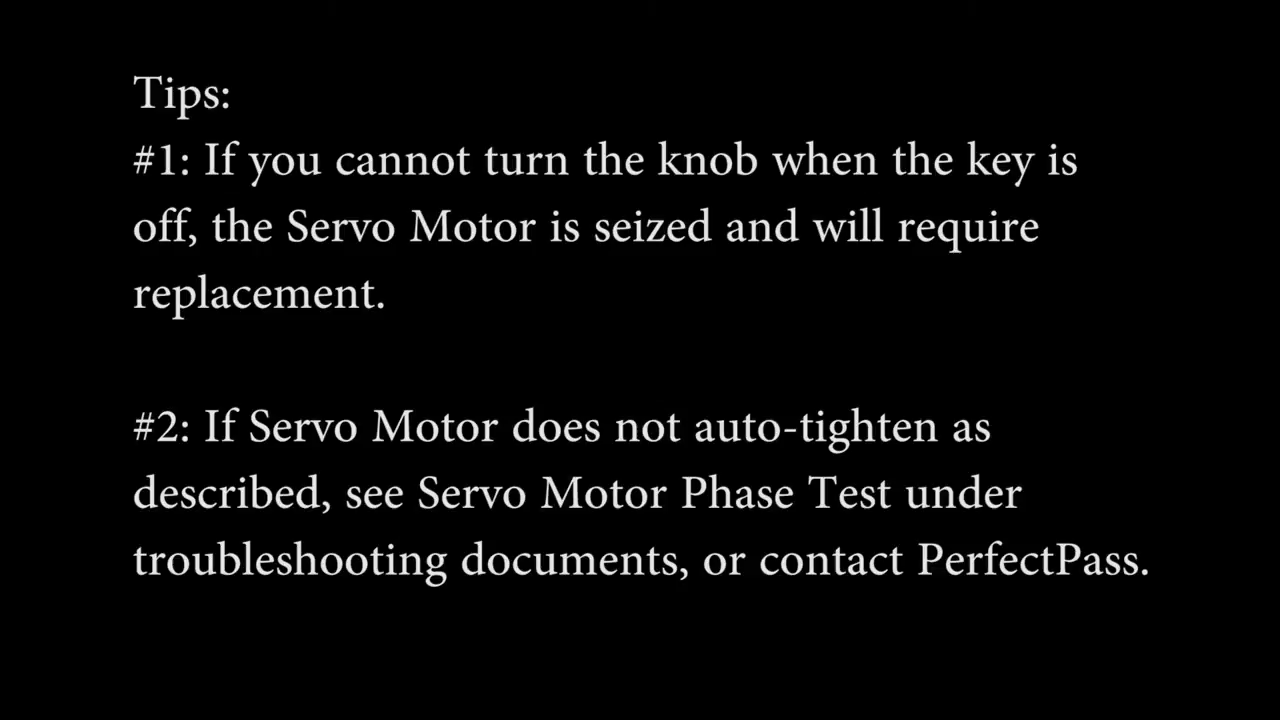 Tips:
#1: If you cannot turn the knob when the key is
off, the Servo Motor is seized and will require
replacement.
#2: If Servo Motor does not auto-tighten as
described, see Servo Motor Phase Test under
troubleshooting documents, or contact PerfectPass.